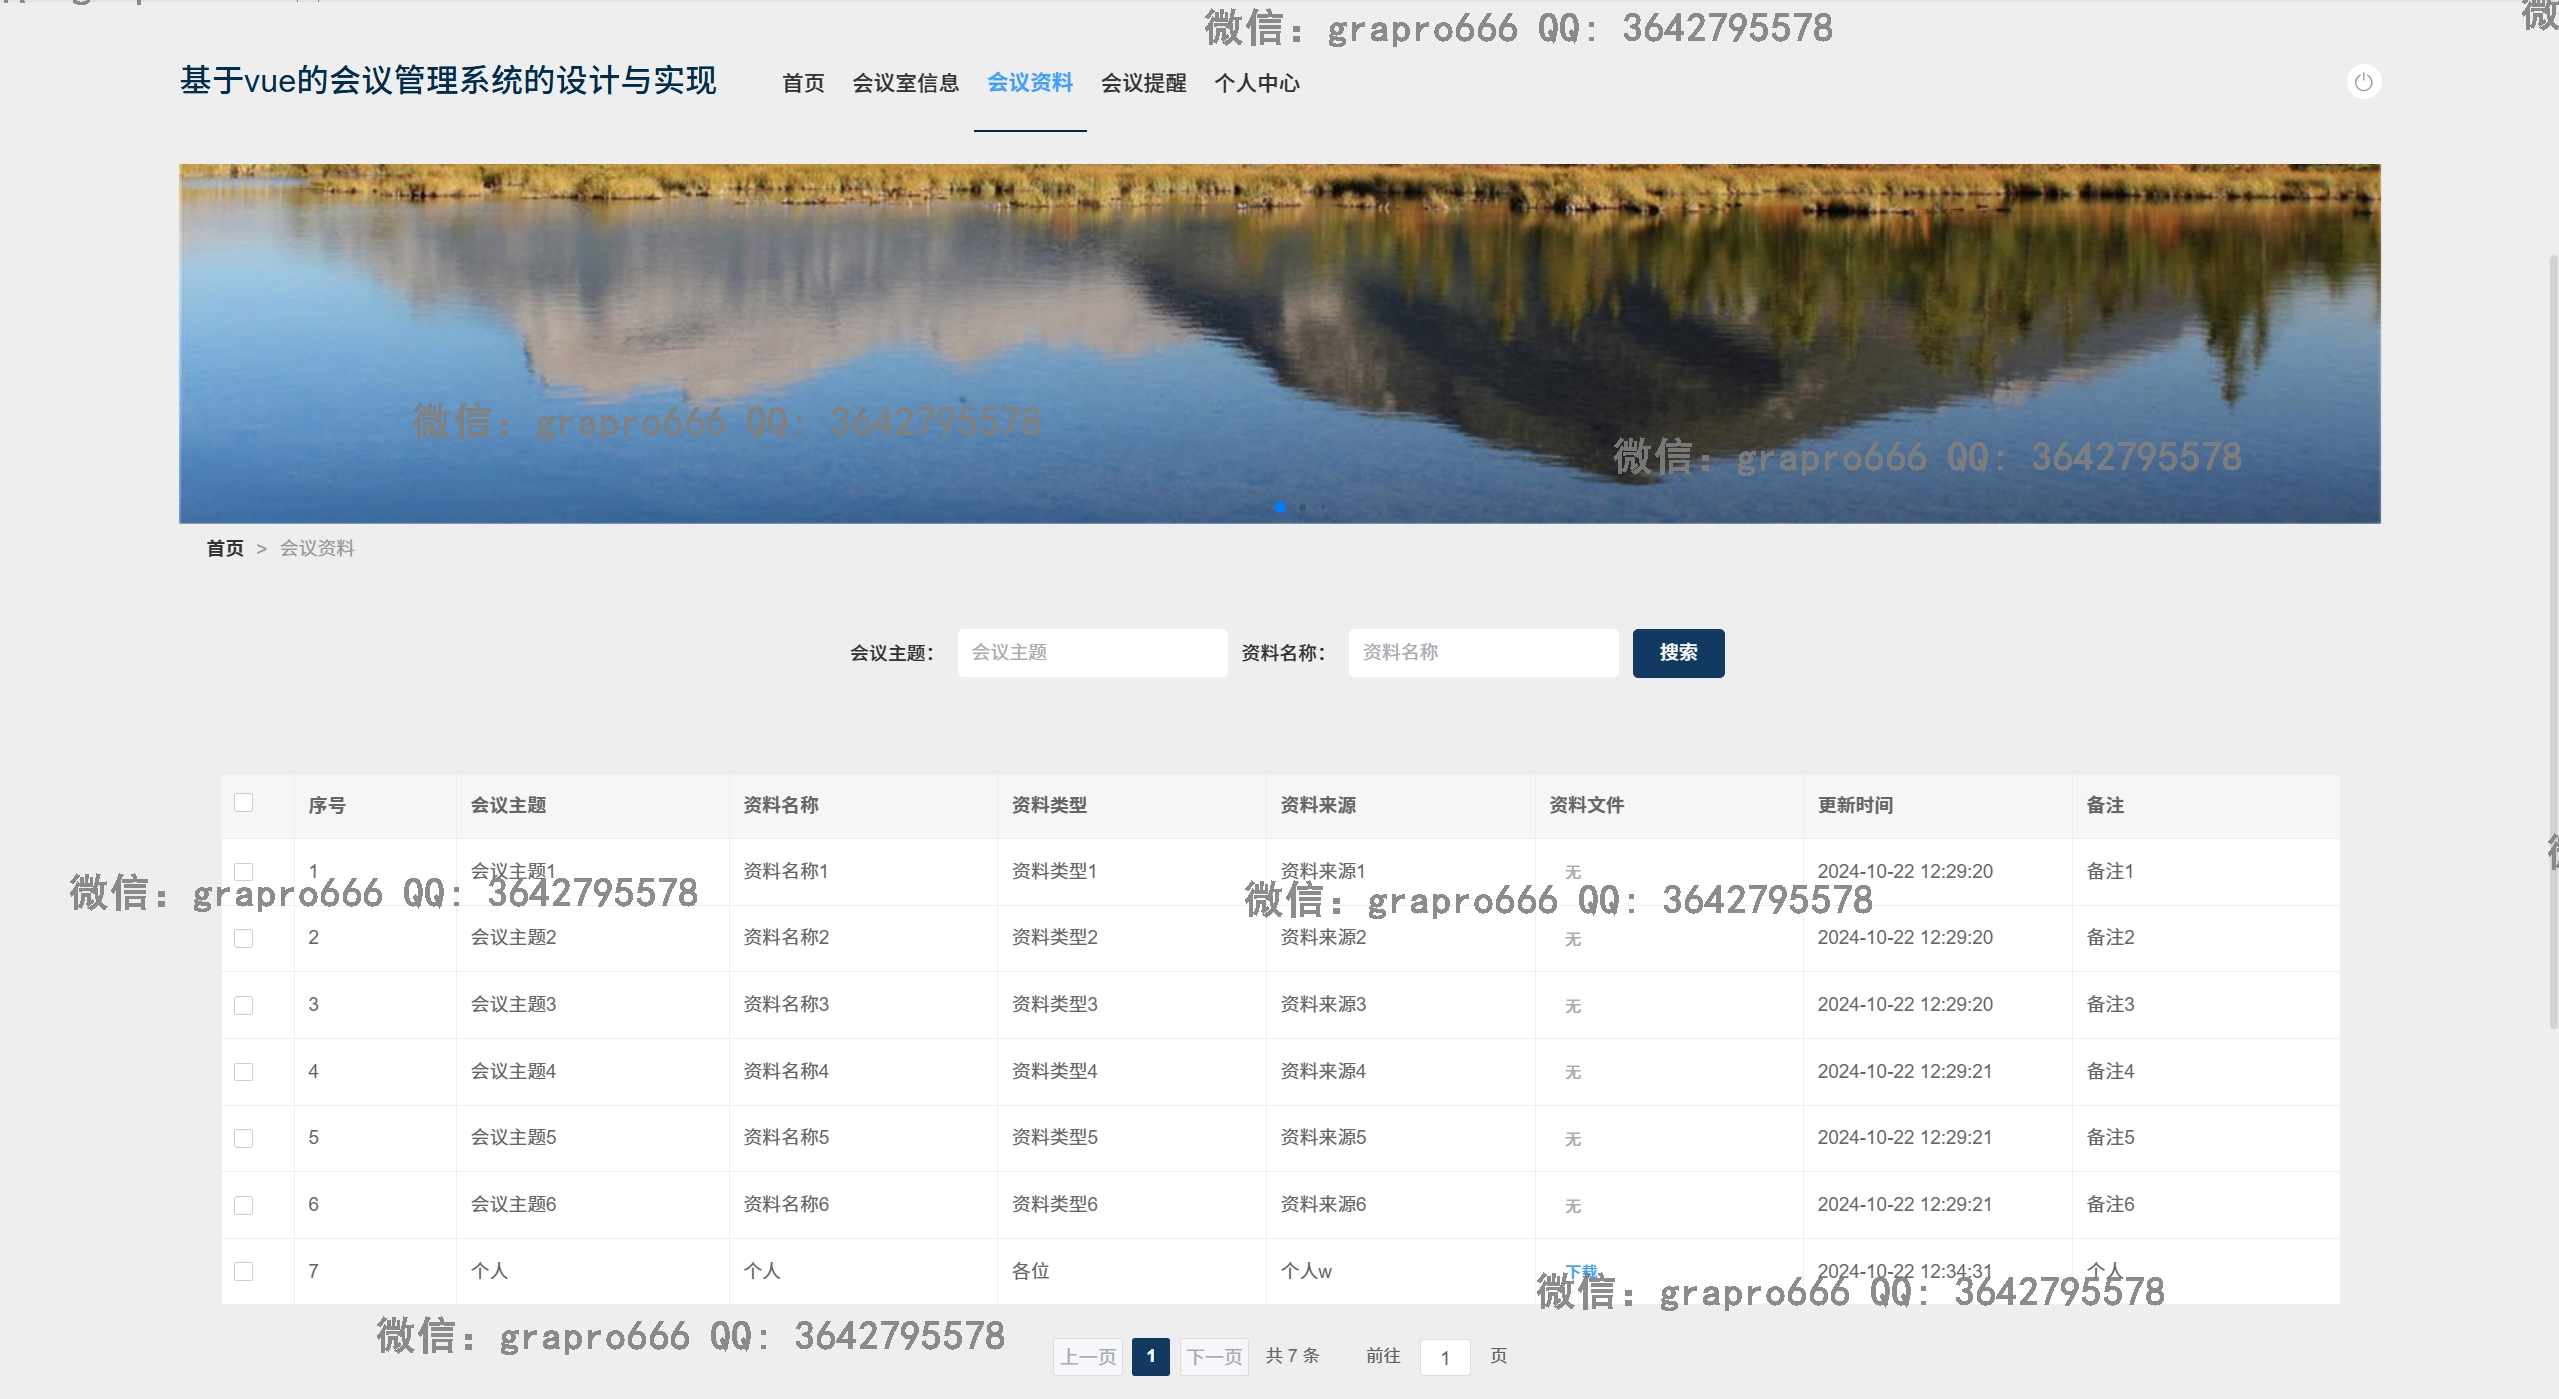 微信: grapro666 QQ: 3642795578
基于vue的会议管理系统的设计与实现 首页 会议室信息 会议资料 会议提醒 个人中心
微信: grapro666 QQ: 3642795578
微信: grapro666 QQ: 3642795578
首页 > 会议资料
会议主题： 会议主题 资料名称： 资料名称 搜索
序号 会议主题 资料名称 资料类型 资料来源 资料文件 更新时间 备注
1 会议主题1 资料名称1 资料类型1 资料来源1 无 2024-10-22 12:29:20 备注1
微信: grapro666 QQ: 3642795578
微信: grapro666 QQ: 3642795578
2 会议主题2 资料名称2 资料类型2 资料来源2 无 2024-10-22 12:29:20 备注2
3 会议主题3 资料名称3 资料类型3 资料来源3 无 2024-10-22 12:29:20 备注3
4 会议主题4 资料名称4 资料类型4 资料来源4 无 2024-10-22 12:29:21 备注4
5 会议主题5 资料名称5 资料类型5 资料来源5 无 2024-10-22 12:29:21 备注5
6 会议主题6 资料名称6 资料类型6 资料来源6 无 2024-10-22 12:29:21 备注6
7 个人 个人 各位 个人w 下载 2024-10-22 12:34:31 个人
微信: grapro666 QQ: 3642795578
微信: grapro666 QQ: 3642795578
上一页 1 下一页 共 7 条 前往 1 页